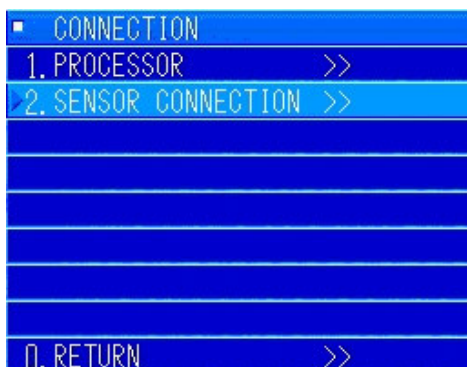 CONNECTION
1. PROCESSOR >>
2. SENSOR CONNECTION >>
0. RETURN >>